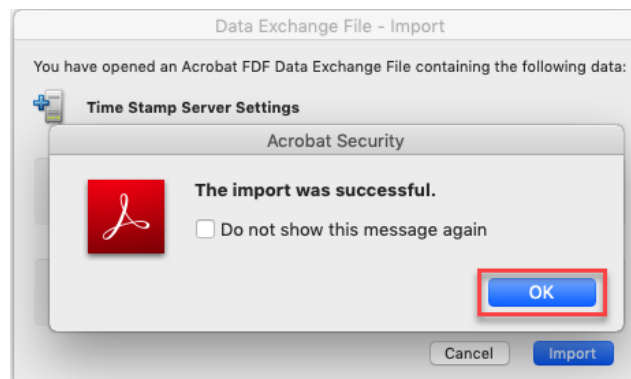 Data Exchange File - Import
You have opened an Acrobat FDF Data Exchange File containing the following data:
Time Stamp Server Settings
Acrobat Security
The import was successful.
Do not show this message again
OK
Cancel
Import